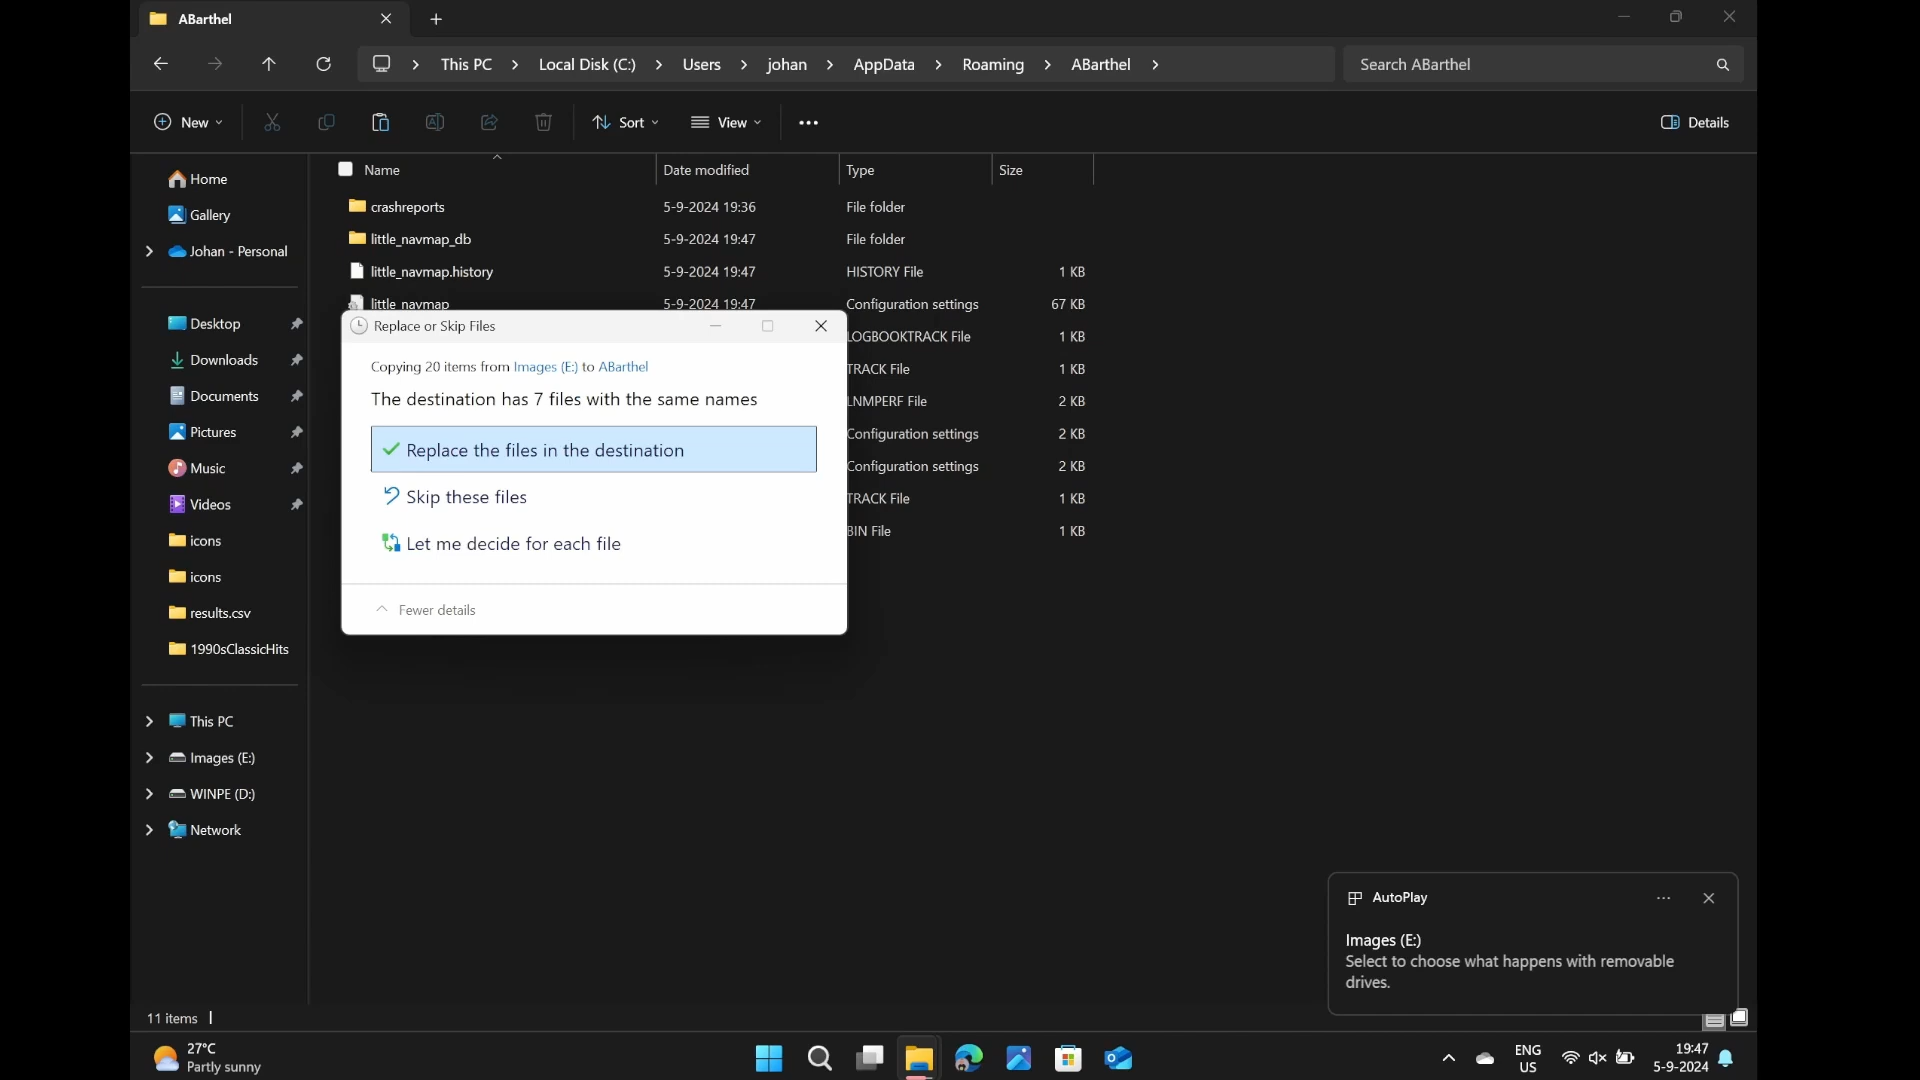 ABarthel
This PC
Local Disk (C:)
Users
johan
AppData
Roaming
ABarthel
Search ABarthel
New
Sort
View
Details
Name
Date modified
Type
Size
Home
Gallery
Johan - Personal
Desktop
Downloads
Documents
Pictures
Music
Videos
icons
icons
results.csv
1990sClassicHits
This PC
Images (E:)
WINPE (D:)
Network
crashreports 5-9-2024 19:36 File folder
little_navmap_db 5-9-2024 19:47 File folder
little_navmap.history 5-9-2024 19:47 HISTORY File 1 KB
little_navmap 5-9-2024 19:47 Configuration settings 67 KB
LOGBOOKTRACK File 1 KB
TRACK File 1 KB
LNMPERF File 2 KB
Configuration settings 2 KB
Configuration settings 2 KB
TRACK File 1 KB
BIN File 1 KB
Replace or Skip Files
Copying 20 items from Images (E:) to ABarthel
The destination has 7 files with the same names
Replace the files in the destination
Skip these files
Let me decide for each file
Fewer details
AutoPlay
Images (E:)
Select to choose what happens with removable
drives.
11 items
27°C
Partly sunny
ENG
US
19:47
5-9-2024